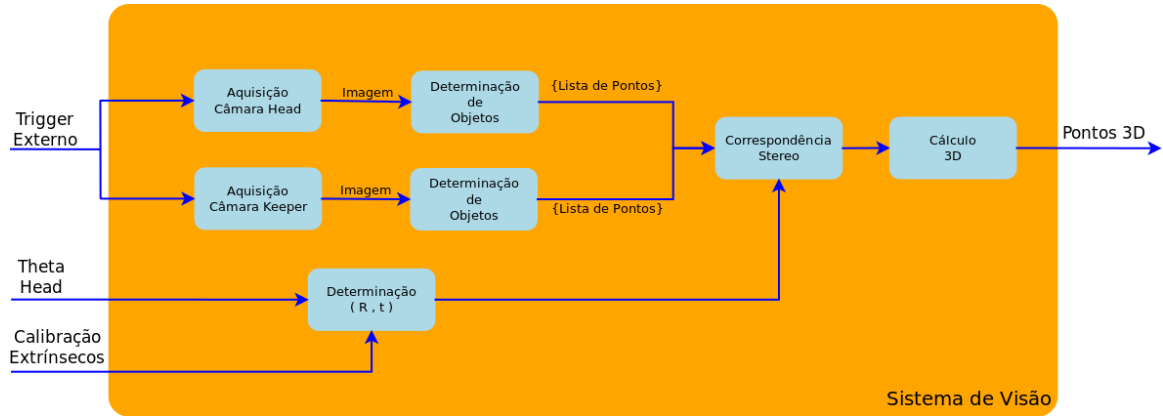 Trigger
Externo
Aquisição
Câmara Head
Imagem
Determinação
de
Objetos
{Lista de Pontos}
Aquisição
Câmara Keeper
Imagem
Determinação
de
Objetos
{Lista de Pontos}
Correspondência
Stereo
Cálculo
3D
Pontos 3D
Theta
Head
Determinação
( R , t )
Calibração
Extrínsecos
Sistema de Visão